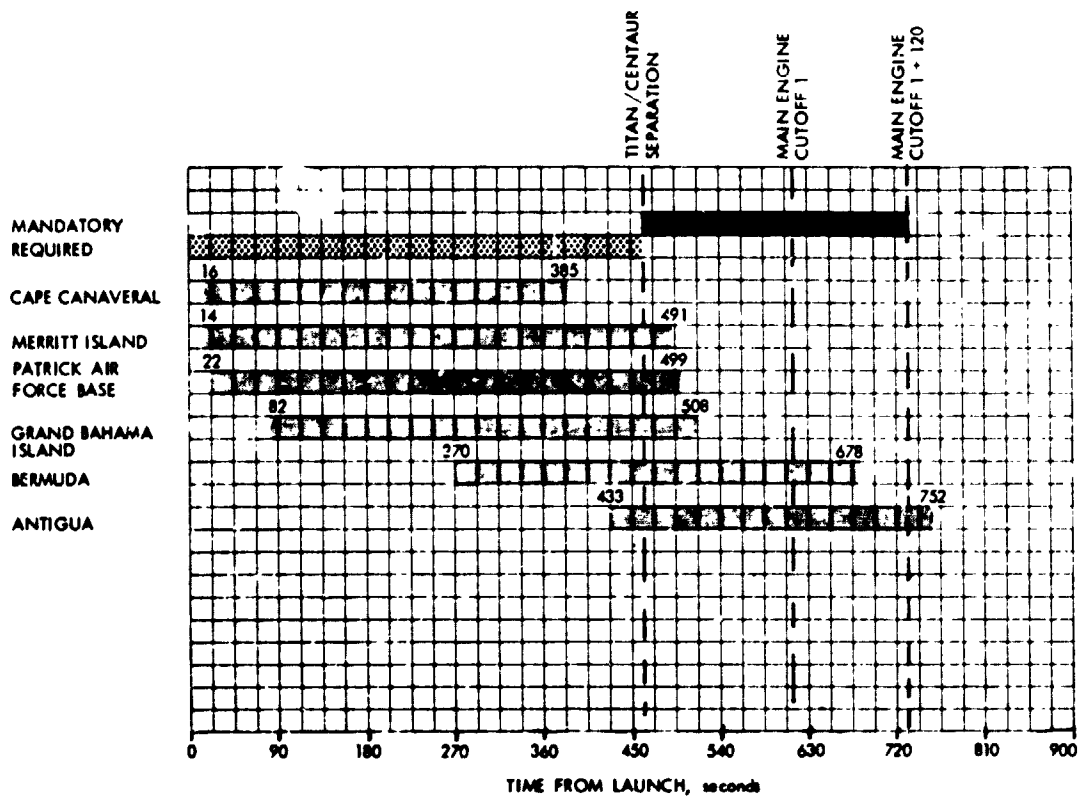 TITAN/CENTAUR
SEPARATION
MAIN ENGINE
CUTOFF 1
MAIN ENGINE
CUTOFF 1 + 120
MANDATORY
REQUIRED
16 385
CAPE CANAVERAL
14 491
MERRITT ISLAND
PATRICK AIR
FORCE BASE
22 499
82 508
GRAND BAHAMA
ISLAND
270 678
BERMUDA
433 752
ANTIGUA
0 90 180 270 360 450 540 630 720 810 900
TIME FROM LAUNCH, seconds